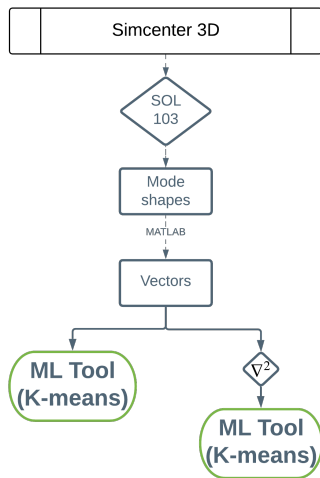 Simcenter 3D
SOL
103
Mode
shapes
MATLAB
Vectors
ML Tool
(K-means)
∇²
ML Tool
(K-means)